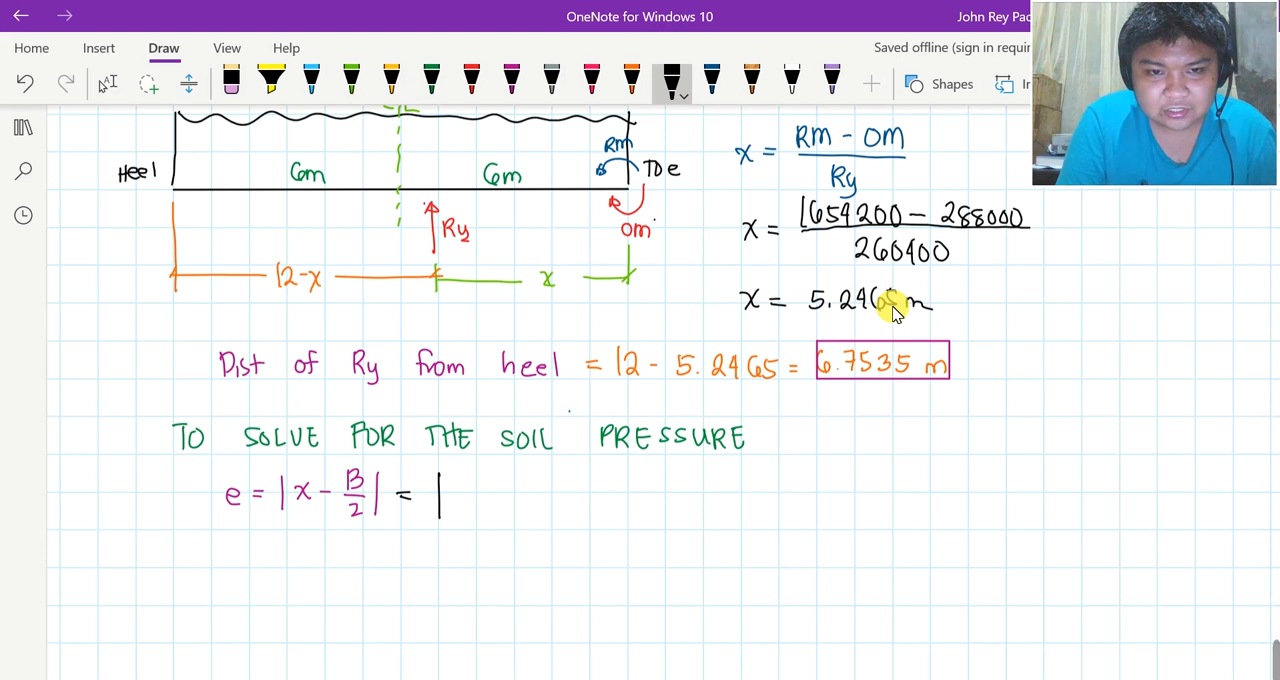 OneNote for Windows 10
John Rey Pac
Home Insert Draw View Help
Saved offline (sign in requir
Shapes
In
Heel
6m
6m
Rm
Toe
Ry
om
12-x
x
x = Rm - OM / Ry
x = 1654200 - 288000 / 260400
x = 5.2465 m
Dist of Ry from heel = 12 - 5.2465 = 6.7535 m
TO SOLVE FOR THE SOIL PRESSURE
e = | x - B/2 | = |